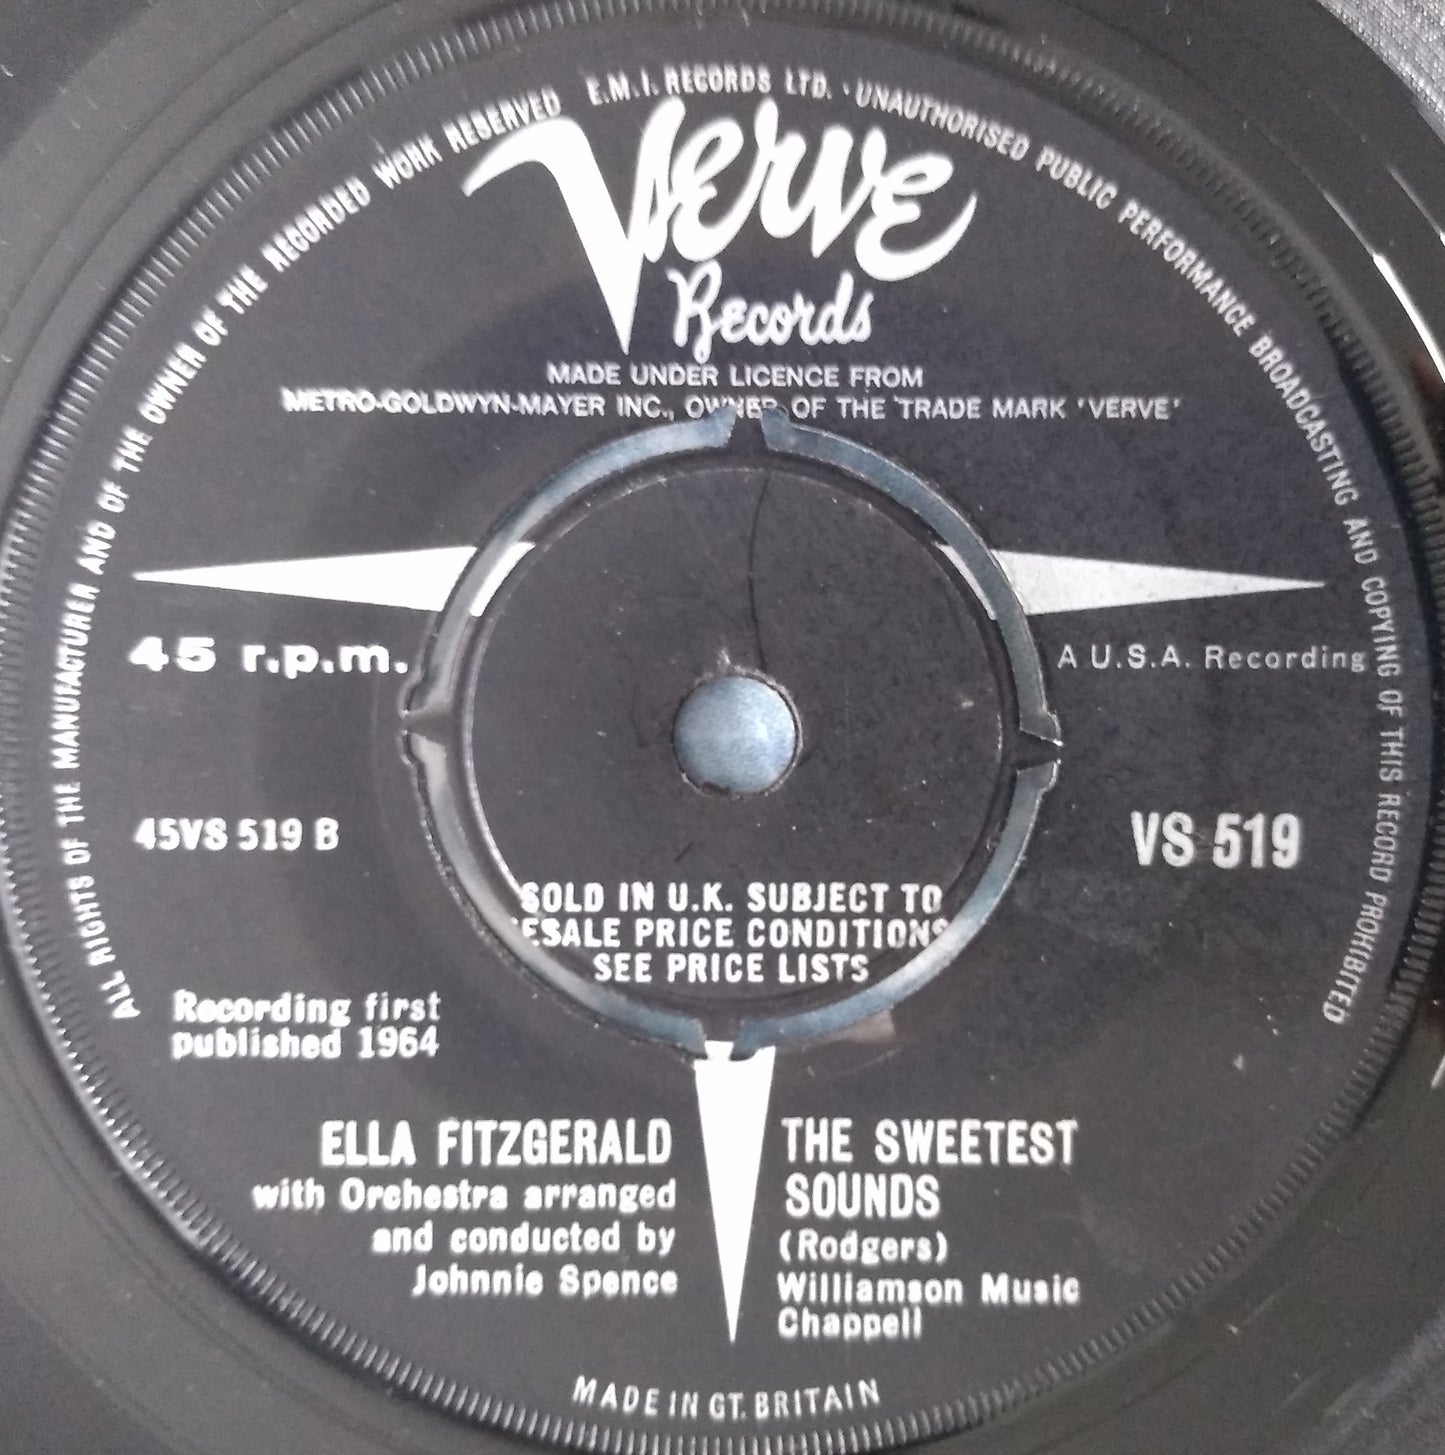 ALL RIGHTS OF THE MANUFACTURER AND OF THE OWNER OF THE RECORDED WORK RESERVED E.M.I. RECORDS LTD. · UNAUTHORISED PUBLIC PERFORMANCE BROADCASTING AND COPYING OF THIS RECORD PROHIBITED
Verve
Records
MADE UNDER LICENCE FROM
METRO-GOLDWYN-MAYER INC., OWNER OF THE TRADE MARK 'VERVE'
45 r.p.m.
A U.S.A. Recording
45VS 519 B
VS 519
SOLD IN U.K. SUBJECT TO
ESALE PRICE CONDITIONS
SEE PRICE LISTS
Recording first
published 1964
ELLA FITZGERALD
with Orchestra arranged
and conducted by
Johnnie Spence
THE SWEETEST
SOUNDS
(Rodgers)
Williamson Music
Chappell
MADE IN GT. BRITAIN